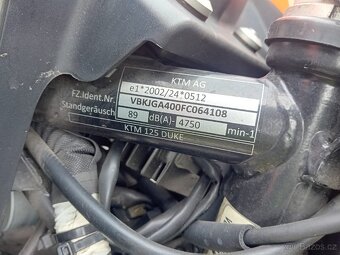 KTM AG
e1*2002/24*0512
FZ.Ident.Nr. VBKJGA400FC064108
Standgeräusch 89 dB(A)- 4750 min-1
KTM 125 DUKE